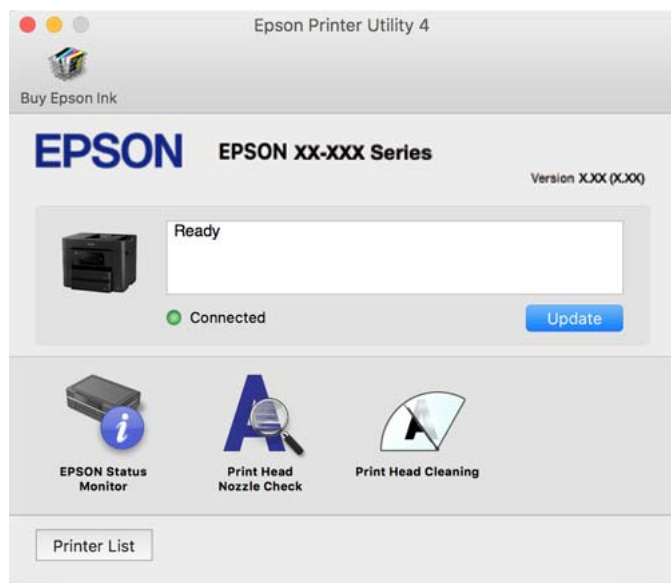 Epson Printer Utility 4
Buy Epson Ink
EPSON
EPSON XX-XXX Series
Version X.XX (X.XX)
Ready
Connected
Update
EPSON Status
Monitor
Print Head
Nozzle Check
Print Head Cleaning
Printer List